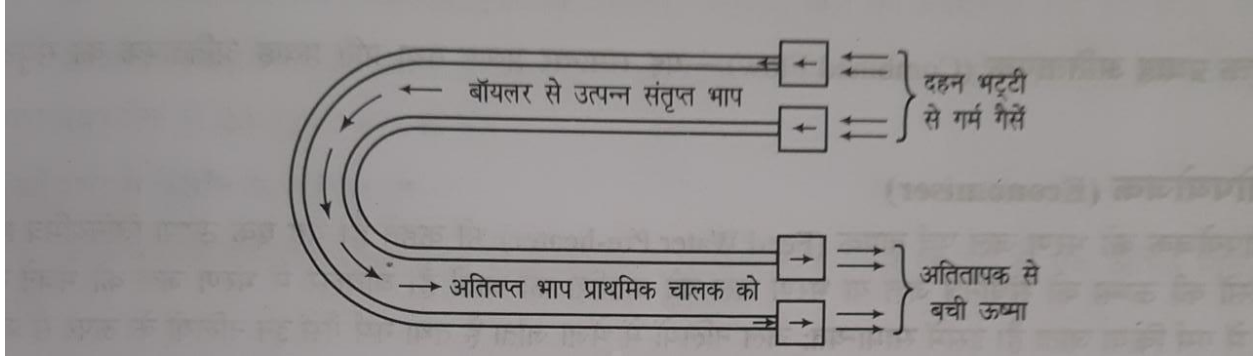 बॉयलर से उत्पन्न संतृप्त भाप
दहन भट्टी
से गर्म गैसें
अतितप्त भाप प्राथमिक चालक को
अतितापक से
बची ऊष्मा